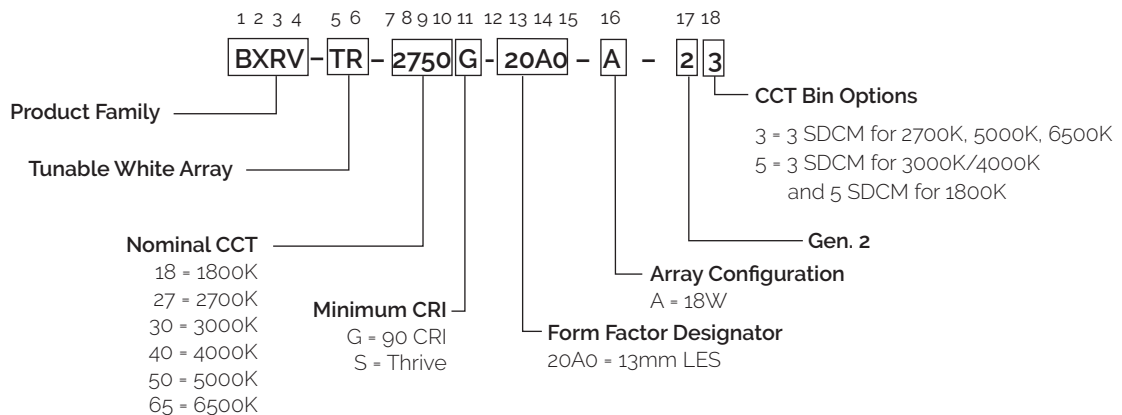 1 2 3 4 5 6 7 8 9 10 11 12 13 14 15 16 17 18
BXRV – TR – 2750 G - 20A0 – A – 2 3
Product Family
Tunable White Array
Nominal CCT
18 = 1800K
27 = 2700K
30 = 3000K
40 = 4000K
50 = 5000K
65 = 6500K
Minimum CRI
G = 90 CRI
S = Thrive
Form Factor Designator
20A0 = 13mm LES
Array Configuration
A = 18W
Gen. 2
CCT Bin Options
3 = 3 SDCM for 2700K, 5000K, 6500K
5 = 3 SDCM for 3000K/4000K
and 5 SDCM for 1800K